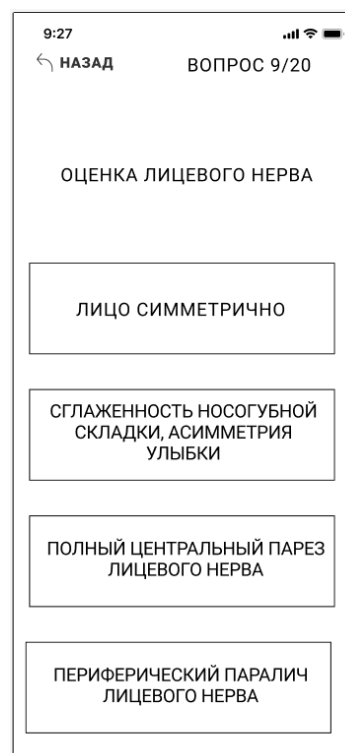 9:27
НАЗАД
ВОПРОС 9/20
ОЦЕНКА ЛИЦЕВОГО НЕРВА
ЛИЦО СИММЕТРИЧНО
СГЛАЖЕННОСТЬ НОСОГУБНОЙ
СКЛАДКИ, АСИММЕТРИЯ
УЛЫБКИ
ПОЛНЫЙ ЦЕНТРАЛЬНЫЙ ПАРЕЗ
ЛИЦЕВОГО НЕРВА
ПЕРИФЕРИЧЕСКИЙ ПАРАЛИЧ
ЛИЦЕВОГО НЕРВА